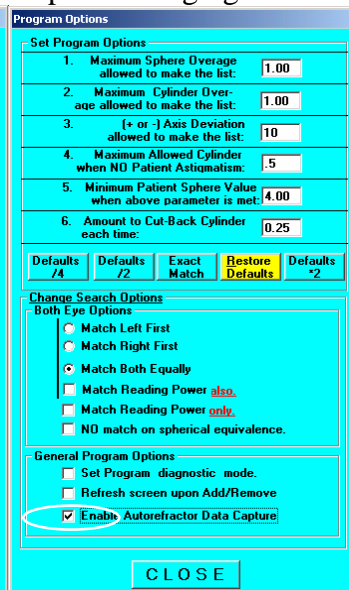 Program Options
Set Program Options
1. Maximum Sphere Overage
allowed to make the list: 1.00
2. Maximum Cylinder Over-
age allowed to make the list: 1.00
3. (+ or -) Axis Deviation
allowed to make the list: 10
4. Maximum Allowed Cylinder
when NO Patient Astigmatism: .5
5. Minimum Patient Sphere Value
when above parameter is met: 4.00
6. Amount to Cut-Back Cylinder
each time: 0.25
Defaults /4
Defaults /2
Exact Match
Restore Defaults
Defaults *2
Change Search Options
Both Eye Options
Match Left First
Match Right First
Match Both Equally
Match Reading Power also.
Match Reading Power only.
NO match on spherical equivalence.
General Program Options
Set Program diagnostic mode.
Refresh screen upon Add/Remove
Enable Autorefractor Data Capture
CLOSE